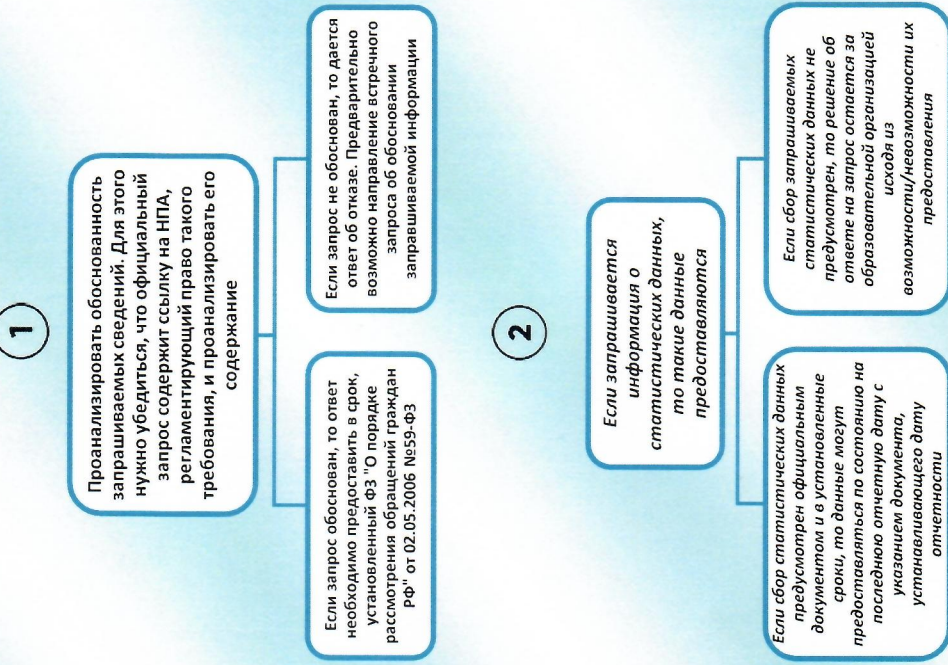 1
Проанализировать обоснованность
запрашиваемых сведений. Для этого
нужно убедиться, что официальный
запрос содержит ссылку на НПА,
регламентирующий право такого
требования, и проанализировать его
содержание
Если запрос обоснован, то ответ
необходимо предоставить в срок,
установленный ФЗ "О порядке
рассмотрения обращений граждан
РФ" от 02.05.2006 №59-ФЗ
Если запрос не обоснован, то дается
ответ об отказе. Предварительно
возможно направление встречного
запроса об обосновании
заправшиваемой информации
2
Если запрашивается
информация о
статистических данных,
то такие данные
предоставляются
Если сбор статистических данных
предусмотрен официальным
документом и в установленные
сроки, то данные могут
предоставляться по состоянию на
последнюю отчетную дату с
указанием документа,
устанавливающего дату
отчетности
Если сбор запрашиваемых
статистических данных не
предусмотрен, то решение об
ответе на запрос остается за
образовательной организацией
исходя из
возможности/невозможности их
предоставления